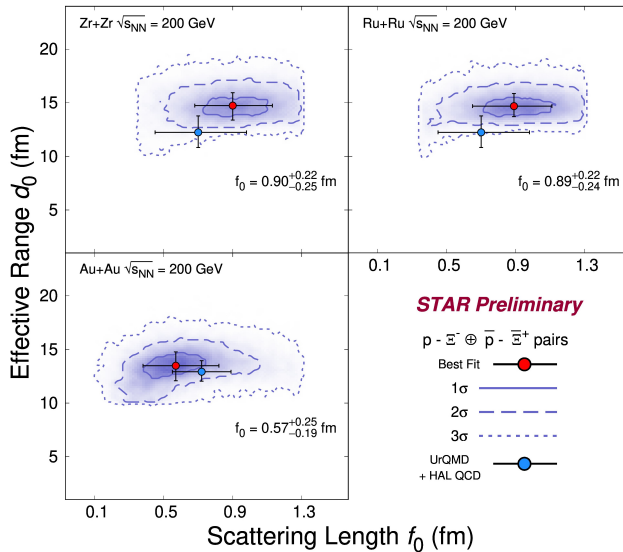 Zr+Zr √sNN = 200 GeV
Ru+Ru √sNN = 200 GeV
20
15
10
5
f0 = 0.90 +0.22 -0.25 fm
f0 = 0.89 +0.22 -0.24 fm
0.1 0.5 0.9 1.3
Au+Au √sNN = 200 GeV
20
15
10
5
f0 = 0.57 +0.25 -0.19 fm
0.1 0.5 0.9 1.3
Effective Range d0 (fm)
Scattering Length f0 (fm)
STAR Preliminary
p - Ξ⁻ ⊕ p̅ - Ξ̅⁺ pairs
Best Fit
1σ
2σ
3σ
UrQMD
+ HAL QCD